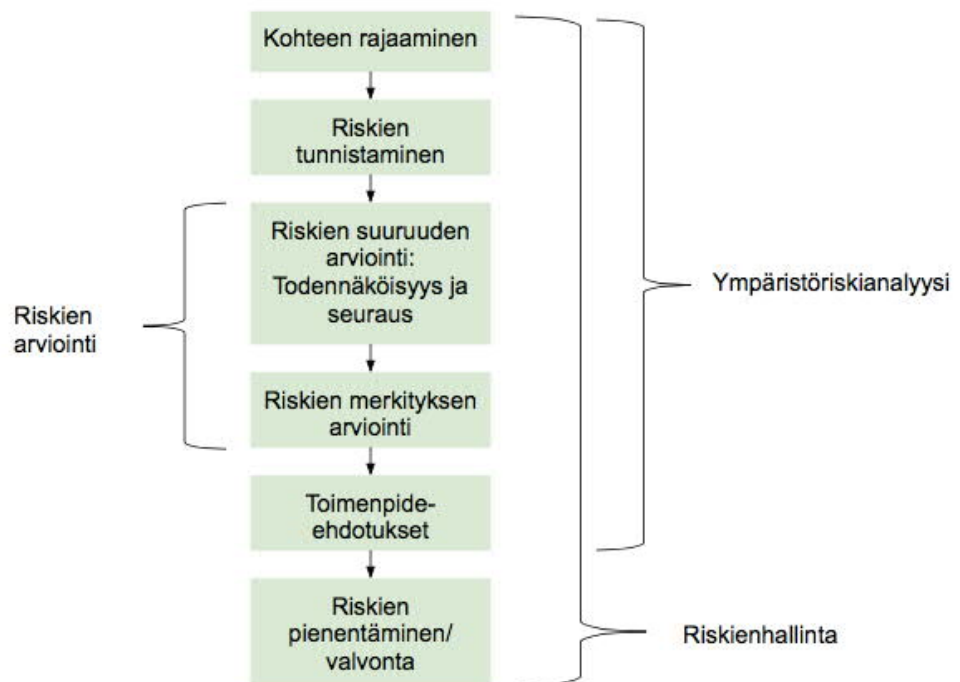 Kohteen rajaaminen
Riskien
tunnistaminen
Riskien suuruuden
arviointi:
Todennäköisyys ja
seuraus
Riskien
arviointi
Ympäristöriskianalyysi
Riskien merkityksen
arviointi
Toimenpide-
ehdotukset
Riskien
pienentäminen/
valvonta
Riskienhallinta